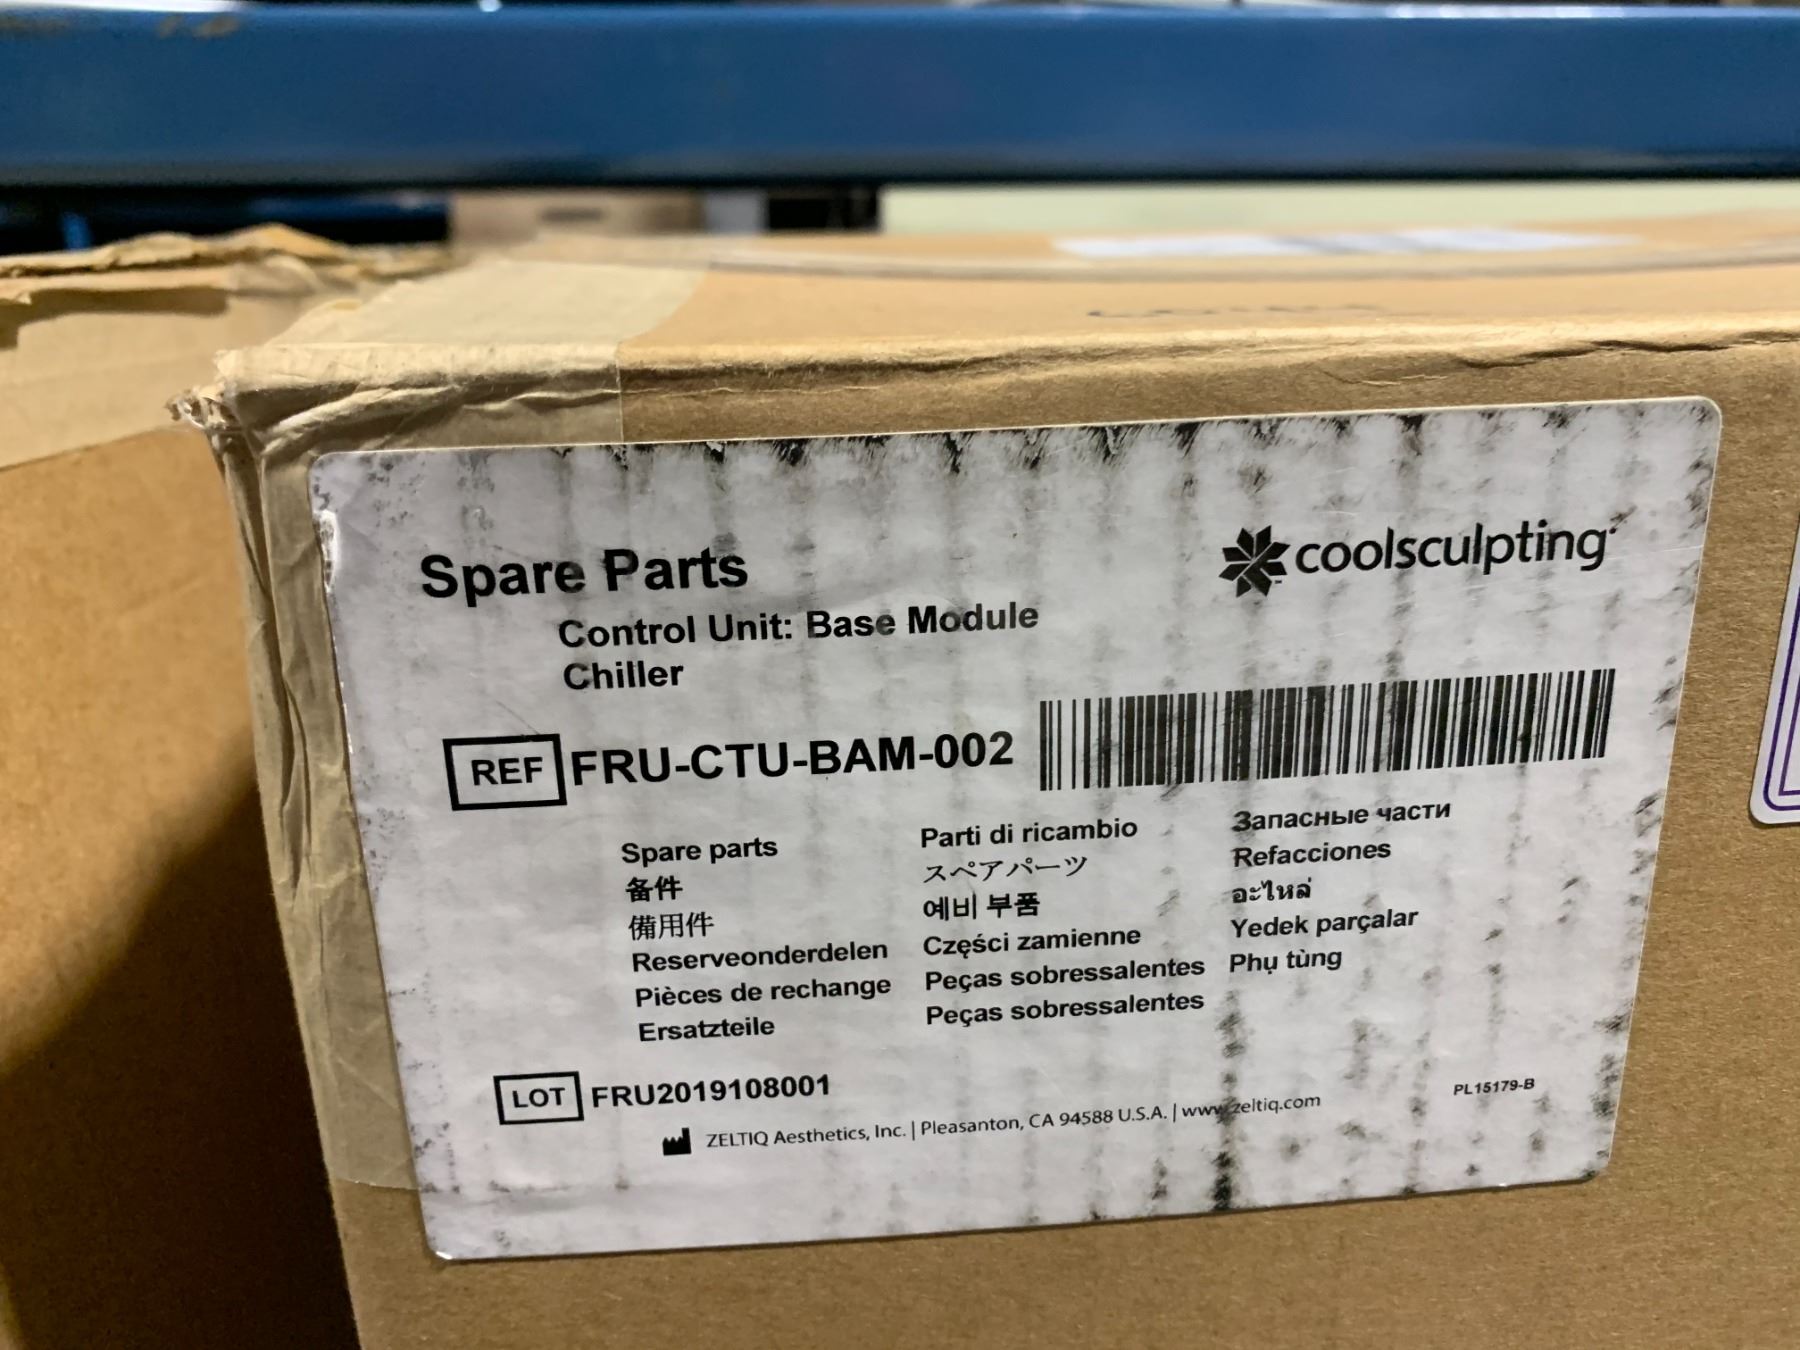 Spare Parts
coolsculpting
Control Unit: Base Module
Chiller
REF FRU-CTU-BAM-002
Spare parts
备件
備用件
Reserveonderdelen
Pièces de rechange
Ersatzteile
Parti di ricambio
スペアパーツ
예비 부품
Części zamienne
Peças sobressalentes
Peças sobressalentes
Запасные части
Refacciones
อะไหล่
Yedek parçalar
Phụ tùng
LOT FRU2019108001
PL15179-B
ZELTIQ Aesthetics, Inc. | Pleasanton, CA 94588 U.S.A. | www.zeltiq.com